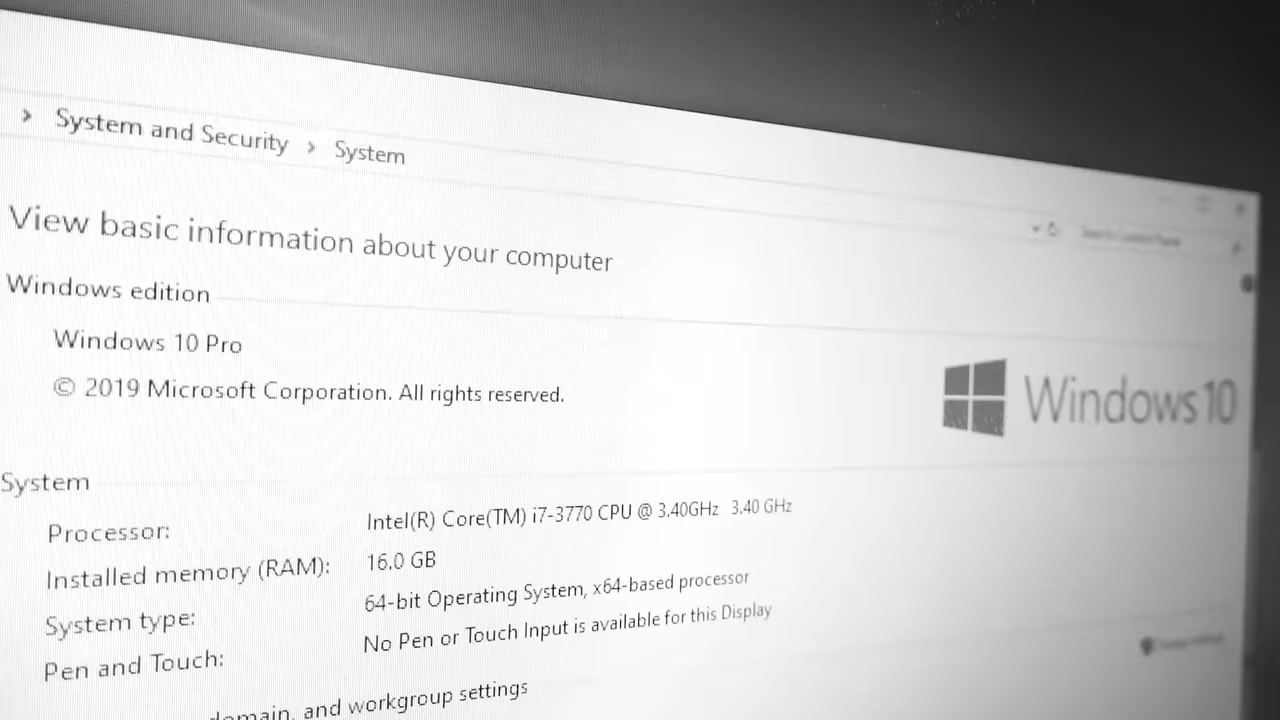 > System and Security > System
View basic information about your computer
Windows edition
Windows 10 Pro
© 2019 Microsoft Corporation. All rights reserved.
Windows 10
System
Processor: Intel(R) Core(TM) i7-3770 CPU @ 3.40GHz 3.40 GHz
Installed memory (RAM): 16.0 GB
System type: 64-bit Operating System, x64-based processor
Pen and Touch: No Pen or Touch Input is available for this Display
domain, and workgroup settings